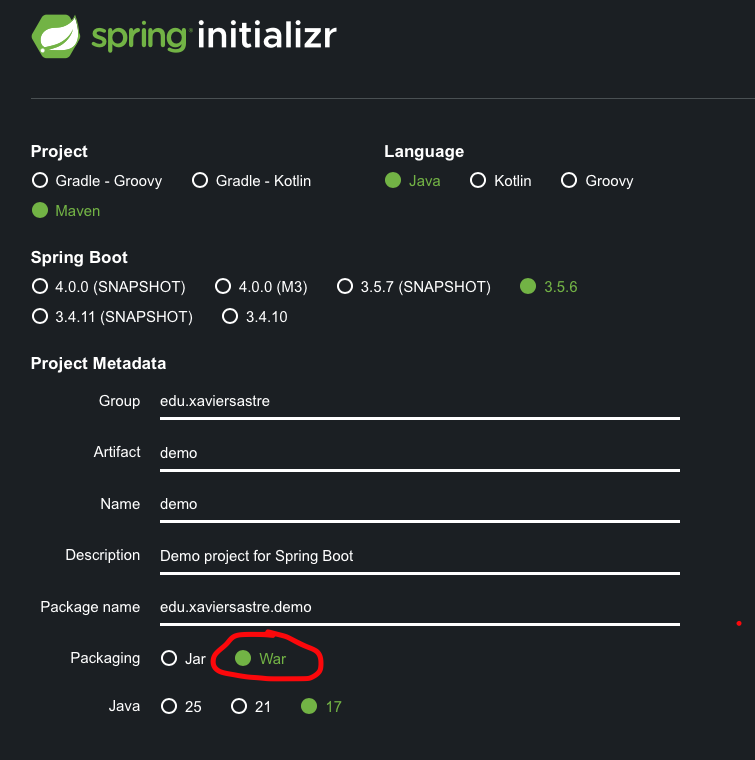 spring initializr
Project
Gradle - Groovy Gradle - Kotlin
Maven
Language
Java Kotlin Groovy
Spring Boot
4.0.0 (SNAPSHOT) 4.0.0 (M3) 3.5.7 (SNAPSHOT) 3.5.6
3.4.11 (SNAPSHOT) 3.4.10
Project Metadata
Group edu.xaviersastre
Artifact demo
Name demo
Description Demo project for Spring Boot
Package name edu.xaviersastre.demo
Packaging Jar War
Java 25 21 17